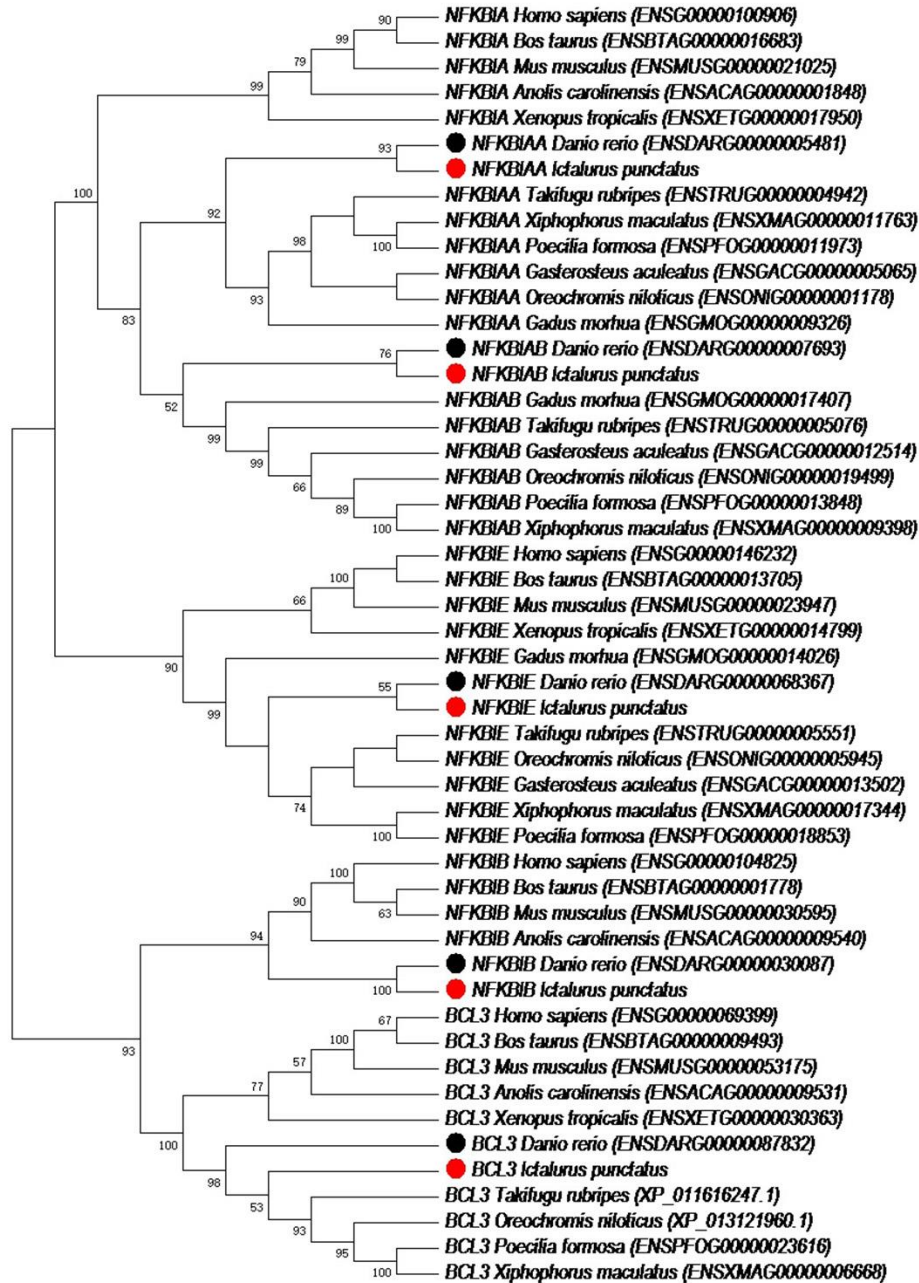 NFKBIA Homo sapiens (ENSG00000100906)
NFKBIA Bos taurus (ENSBTAG00000016683)
NFKBIA Mus musculus (ENSMUSG00000021025)
NFKBIA Anolis carolinensis (ENSACAG00000001848)
NFKBIA Xenopus tropicalis (ENSXETG00000017950)
NFKBIAA Danio rerio (ENSDARG00000005481)
NFKBIAA Ictalurus punctatus
NFKBIAA Takifugu rubripes (ENSTRUG00000004942)
NFKBIAA Xiphophorus maculatus (ENSXMAG00000011763)
NFKBIAA Poecilia formosa (ENSPFOG00000011973)
NFKBIAA Gasterosteus aculeatus (ENSGACG00000005065)
NFKBIAA Oreochromis niloticus (ENSONIG00000001178)
NFKBIAA Gadus morhua (ENSGMOG00000009326)
NFKBIAB Danio rerio (ENSDARG00000007693)
NFKBIAB Ictalurus punctatus
NFKBIAB Gadus morhua (ENSGMOG00000017407)
NFKBIAB Takifugu rubripes (ENSTRUG00000005076)
NFKBIAB Gasterosteus aculeatus (ENSGACG00000012514)
NFKBIAB Oreochromis niloticus (ENSONIG00000019499)
NFKBIAB Poecilia formosa (ENSPFOG00000013848)
NFKBIAB Xiphophorus maculatus (ENSXMAG00000009398)
NFKBIE Homo sapiens (ENSG00000146232)
NFKBIE Bos taurus (ENSBTAG00000013705)
NFKBIE Mus musculus (ENSMUSG00000023947)
NFKBIE Xenopus tropicalis (ENSXETG00000014799)
NFKBIE Gadus morhua (ENSGMOG00000014026)
NFKBIE Danio rerio (ENSDARG00000068367)
NFKBIE Ictalurus punctatus
NFKBIE Takifugu rubripes (ENSTRUG00000005551)
NFKBIE Oreochromis niloticus (ENSONIG00000005945)
NFKBIE Gasterosteus aculeatus (ENSGACG00000013502)
NFKBIE Xiphophorus maculatus (ENSXMAG00000017344)
NFKBIE Poecilia formosa (ENSPFOG00000018853)
NFKBIB Homo sapiens (ENSG00000104825)
NFKBIB Bos taurus (ENSBTAG00000001778)
NFKBIB Mus musculus (ENSMUSG00000030595)
NFKBIB Anolis carolinensis (ENSACAG00000009540)
NFKBIB Danio rerio (ENSDARG00000030087)
NFKBIB Ictalurus punctatus
BCL3 Homo sapiens (ENSG00000069399)
BCL3 Bos taurus (ENSBTAG00000009493)
BCL3 Mus musculus (ENSMUSG00000053175)
BCL3 Anolis carolinensis (ENSACAG00000009531)
BCL3 Xenopus tropicalis (ENSXETG00000030363)
BCL3 Danio rerio (ENSDARG00000087832)
BCL3 Ictalurus punctatus
BCL3 Takifugu rubripes (XP_011616247.1)
BCL3 Oreochromis niloticus (XP_013121960.1)
BCL3 Poecilia formosa (ENSPFOG00000023616)
BCL3 Xiphophorus maculatus (ENSXMAG00000006668)
90
99
79
99
100
93
92
98
100
93
83
76
52
99
99
66
89
100
100
66
90
55
99
74
100
100
90
63
94
100
93
67
100
57
77
100
98
53
93
95
100